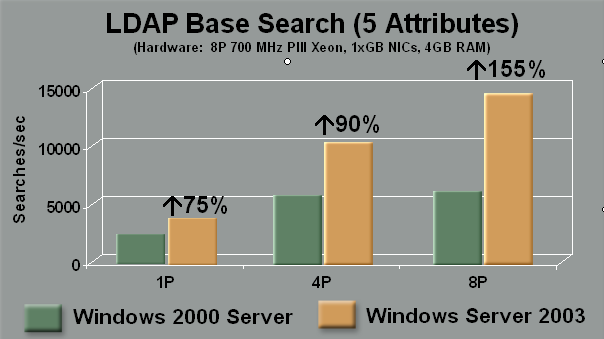 LDAP Base Search (5 Attributes)
(Hardware: 8P 700 MHz PIII Xeon, 1xGB NICs, 4GB RAM)
↑155%
15000
↑90%
10000
Searches/sec
↑75%
5000
0
1P 4P 8P
Windows 2000 Server Windows Server 2003